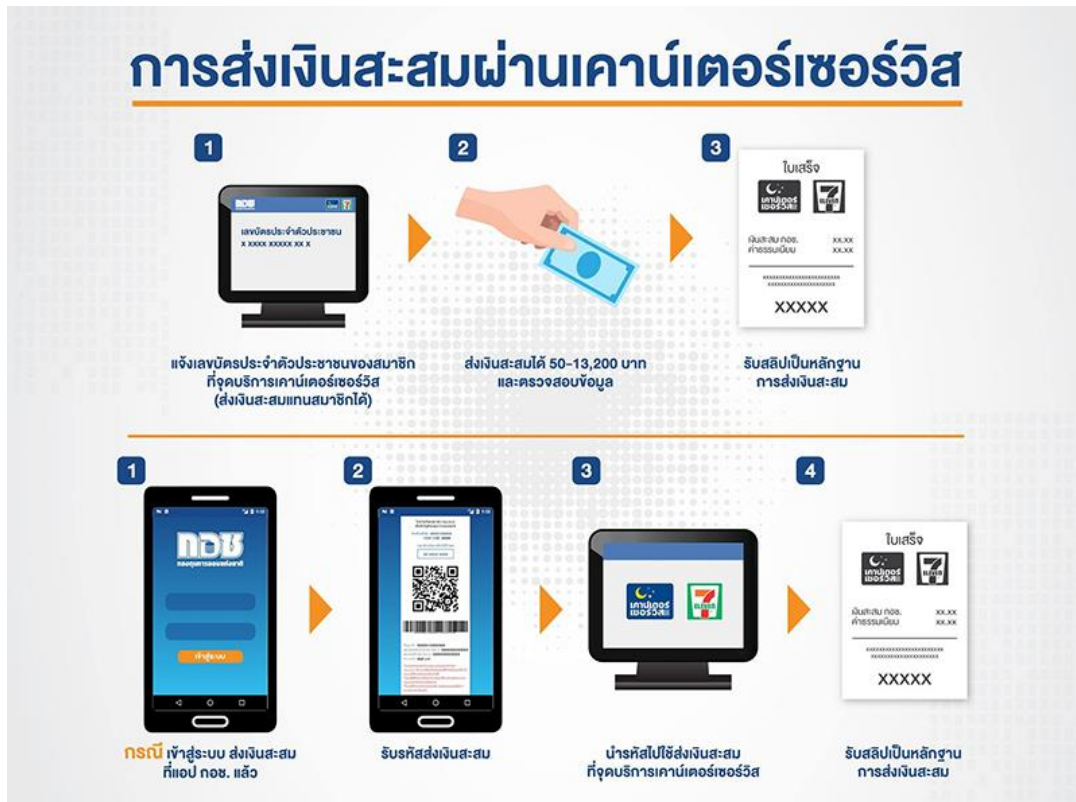 การส่งเงินสะสมผ่านเคาน์เตอร์เซอร์วิส
1
2
3
กอช
7 ELEVEN
เลขบัตรประจำตัวประชาชน
X XXXX XXXXX XX X
ใบเสร็จ
เคาน์เตอร์
เซอร์วิส
7 ELEVEN
เงินสะสม กอช. xx.xx
ค่าธรรมเนียม xx.xx
XXXXX
แจ้งเลขบัตรประจำตัวประชาชนของสมาชิก
ที่จุดบริการเคาน์เตอร์เซอร์วิส
(ส่งเงินสะสมแทนสมาชิกได้)
ส่งเงินสะสมได้ 50-13,200 บาท
และตรวจสอบข้อมูล
รับสลิปเป็นหลักฐาน
การส่งเงินสะสม
1
2
3
4
กอช
กองทุนการออมแห่งชาติ
เข้าสู่ระบบ
เคาน์เตอร์
เซอร์วิส
7 ELEVEN
ใบเสร็จ
เคาน์เตอร์
เซอร์วิส
7 ELEVEN
เงินสะสม กอช. xx.xx
ค่าธรรมเนียม xx.xx
XXXXX
กรณี เข้าสู่ระบบ ส่งเงินสะสม
ที่แอป กอช. แล้ว
รับรหัสส่งเงินสะสม
นำรหัสไปใช้ส่งเงินสะสม
ที่จุดบริการเคาน์เตอร์เซอร์วิส
รับสลิปเป็นหลักฐาน
การส่งเงินสะสม